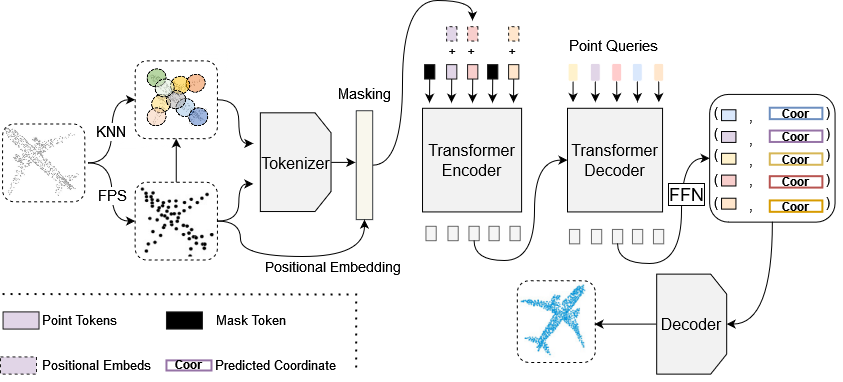 KNN
FPS
Tokenizer
Masking
Positional Embedding
+ + +
Transformer
Encoder
Point Queries
Transformer
Decoder
FFN
( , Coor )
( , Coor )
( , Coor )
( , Coor )
( , Coor )
Decoder
Point Tokens
Mask Token
Positional Embeds
Coor Predicted Coordinate